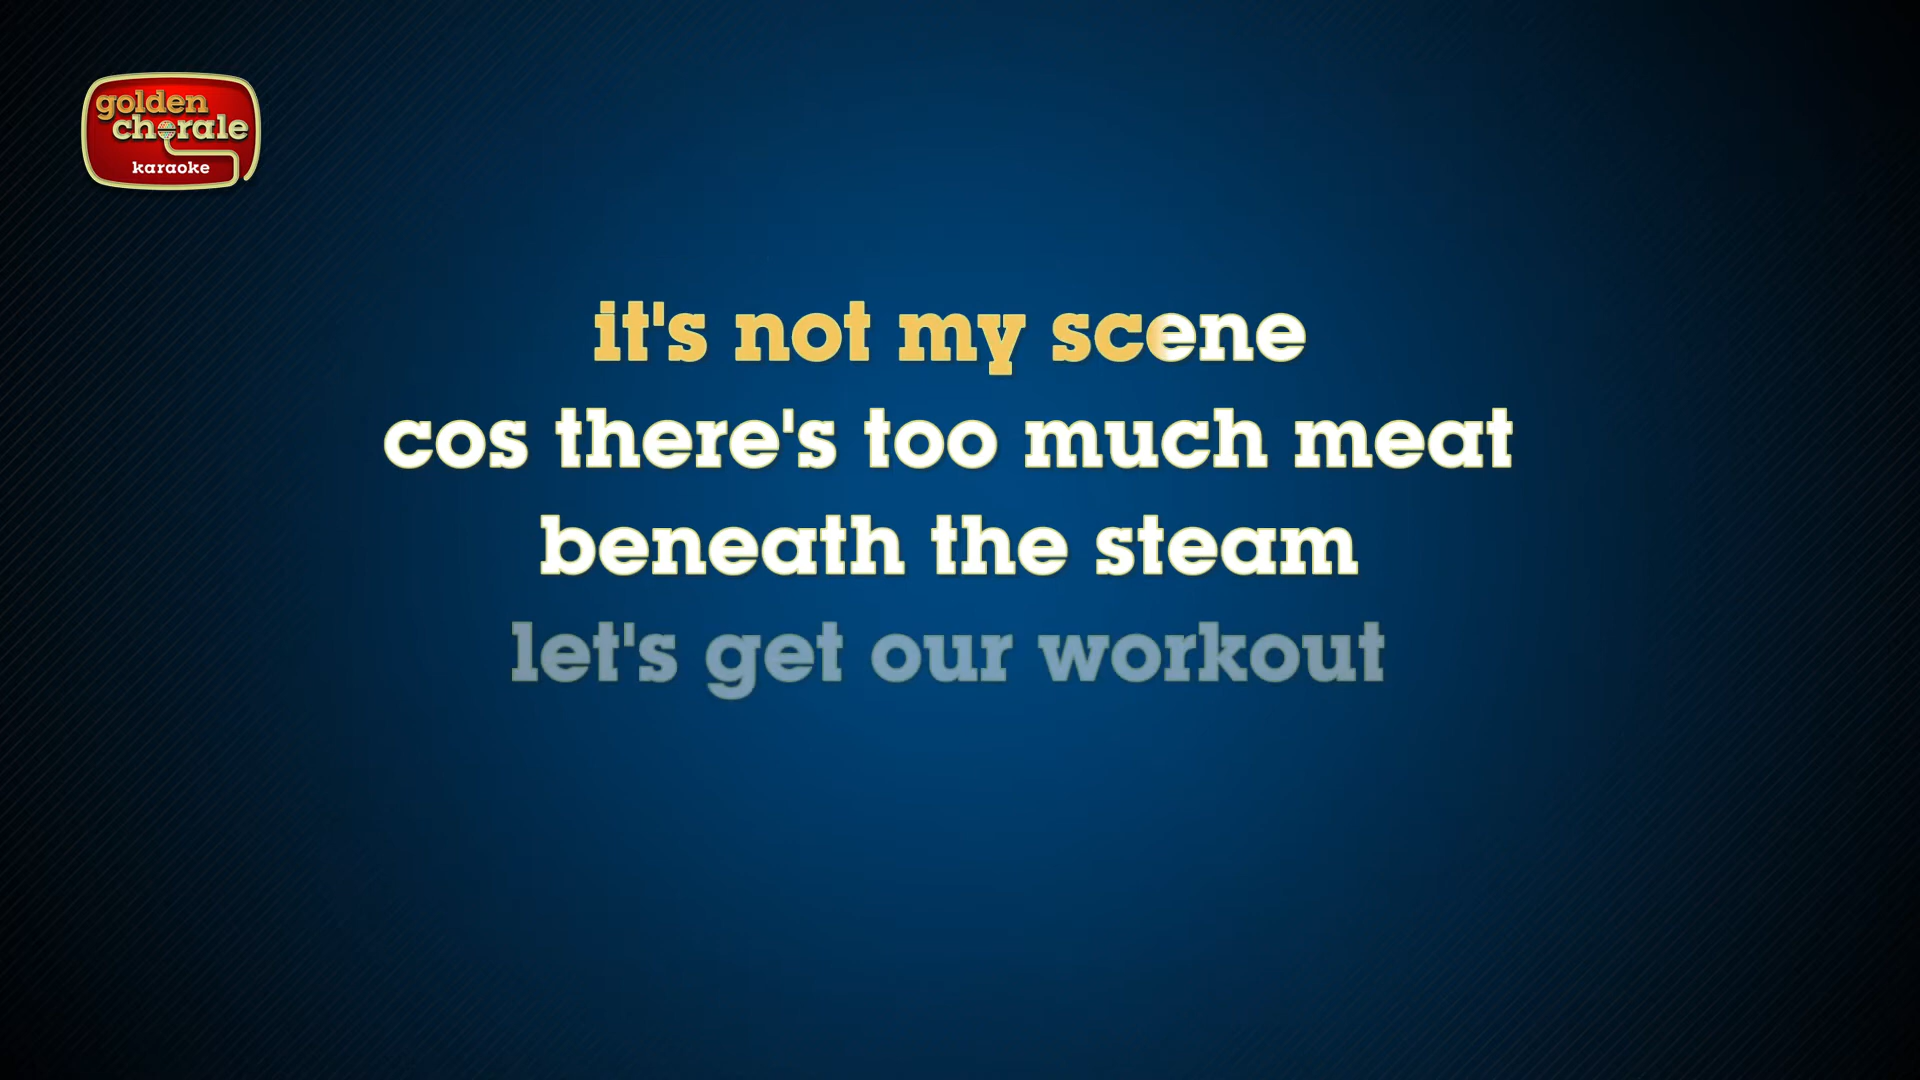 golden
chorale
karaoke
it's not my scene
cos there's too much meat
beneath the steam
let's get our workout